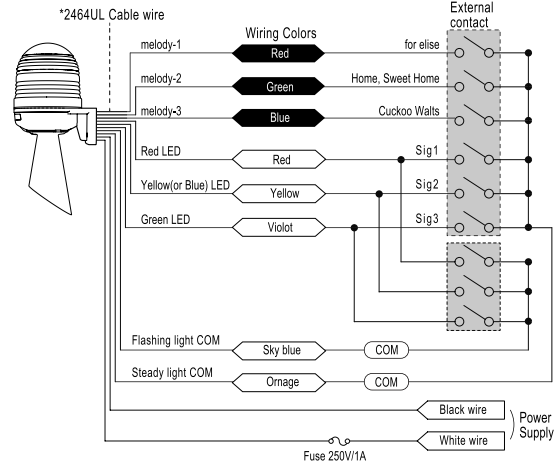 *2464UL Cable wire
External
contact
Wiring Colors
melody-1
Red
for elise
melody-2
Green
Home, Sweet Home
melody-3
Blue
Cuckoo Walts
Red LED
Red
Sig1
Yellow(or Blue) LED
Yellow
Sig2
Green LED
Violot
Sig3
Flashing light COM
Sky blue
COM
Steady light COM
Ornage
COM
Black wire
Power
Supply
White wire
Fuse 250V/1A